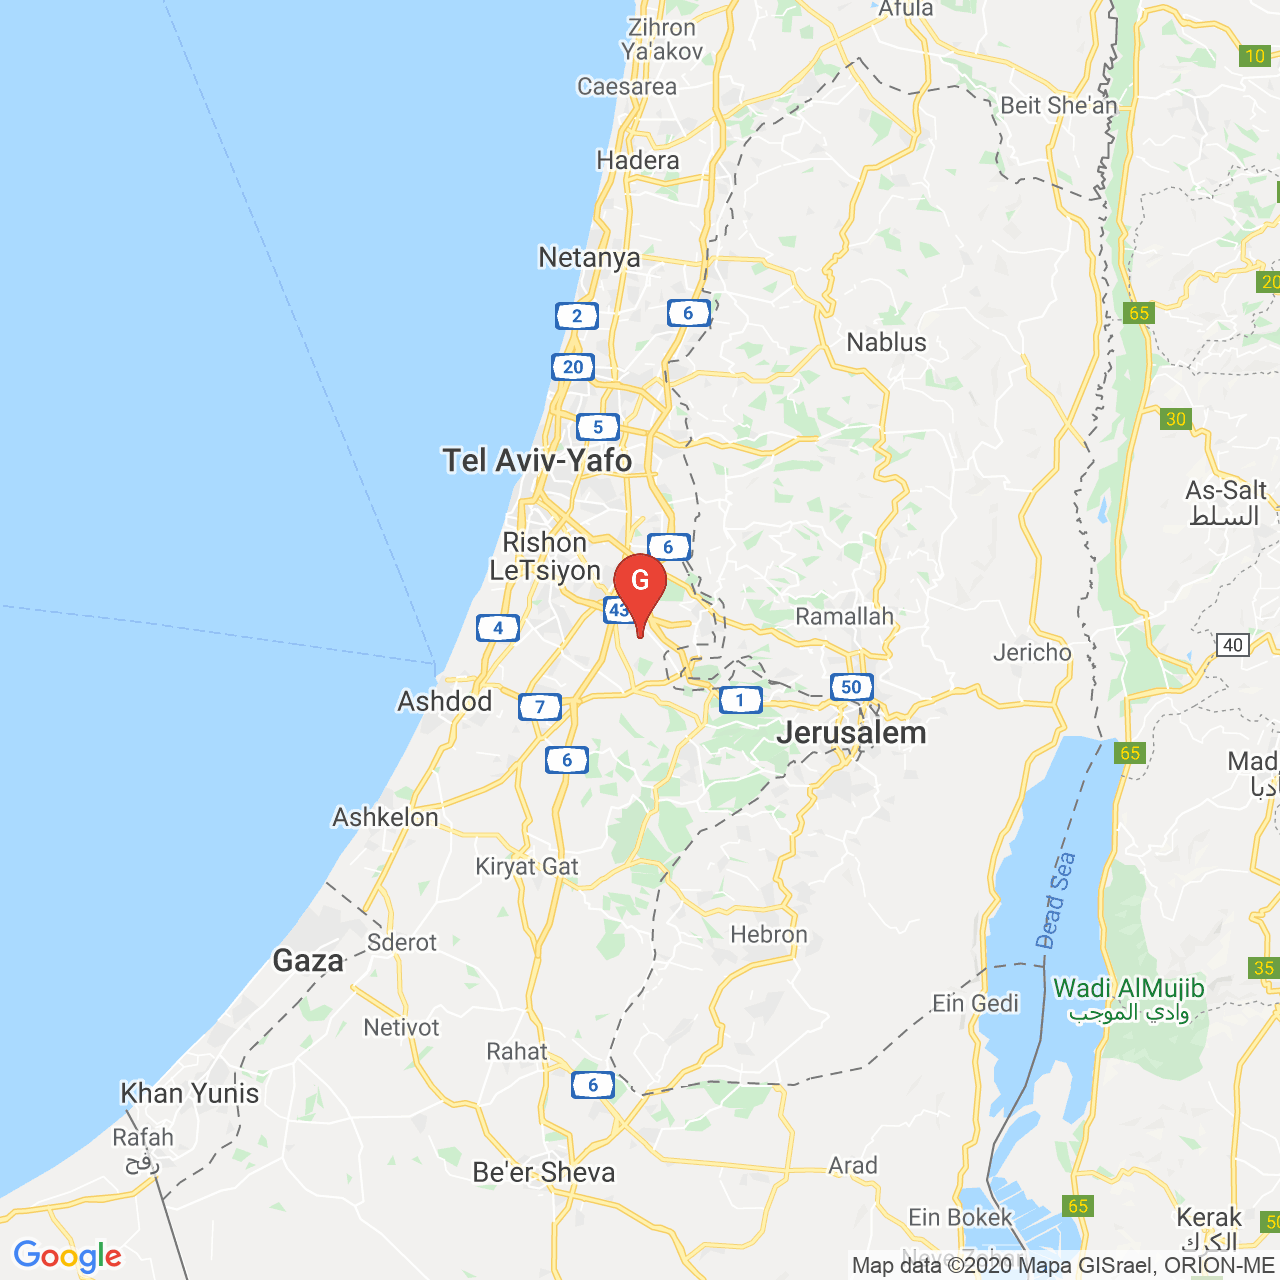 Afula
Zihron
Ya'akov
10
Caesarea
Beit She'an
Hadera
Netanya
20
2
6
65
Nablus
20
30
5
Tel Aviv-Yafo
As-Salt
السلط
Rishon
LeTsiyon
6
G
43
Ramallah
4
40
Jericho
50
Ashdod
7
1
Jerusalem
65
6
Ashkelon
Kiryat Gat
Dead Sea
Hebron
Sderot
Gaza
35
Wadi AlMujib
وادي الموجب
Ein Gedi
Netivot
Rahat
6
Khan Yunis
Rafah
رفح
Be'er Sheva
Arad
65
Ein Bokek
Kerak
الكرك
50
Neve Zohar
Google
Map data ©2020 Mapa GISrael, ORION-ME